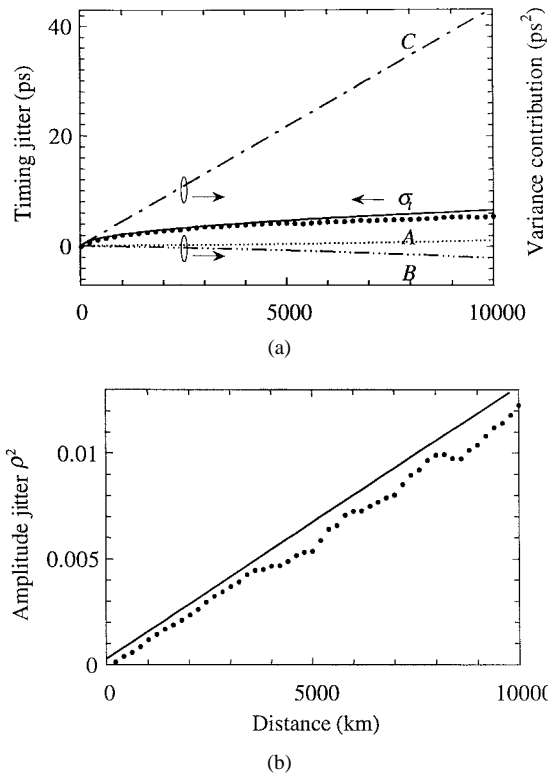 40
20
0
Timing jitter (ps)
Variance contribution (ps²)
C
σₜ
A
B
0
5000
10000
(a)
0.01
0.005
0
Amplitude jitter ρ²
0
5000
10000
Distance (km)
(b)